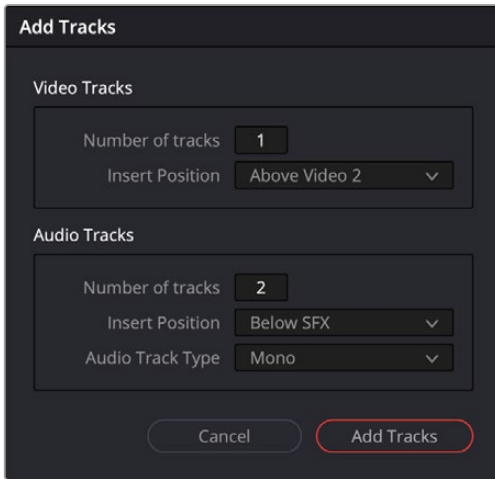 Add Tracks
Video Tracks
Number of tracks 1
Insert Position Above Video 2
Audio Tracks
Number of tracks 2
Insert Position Below SFX
Audio Track Type Mono
Cancel Add Tracks